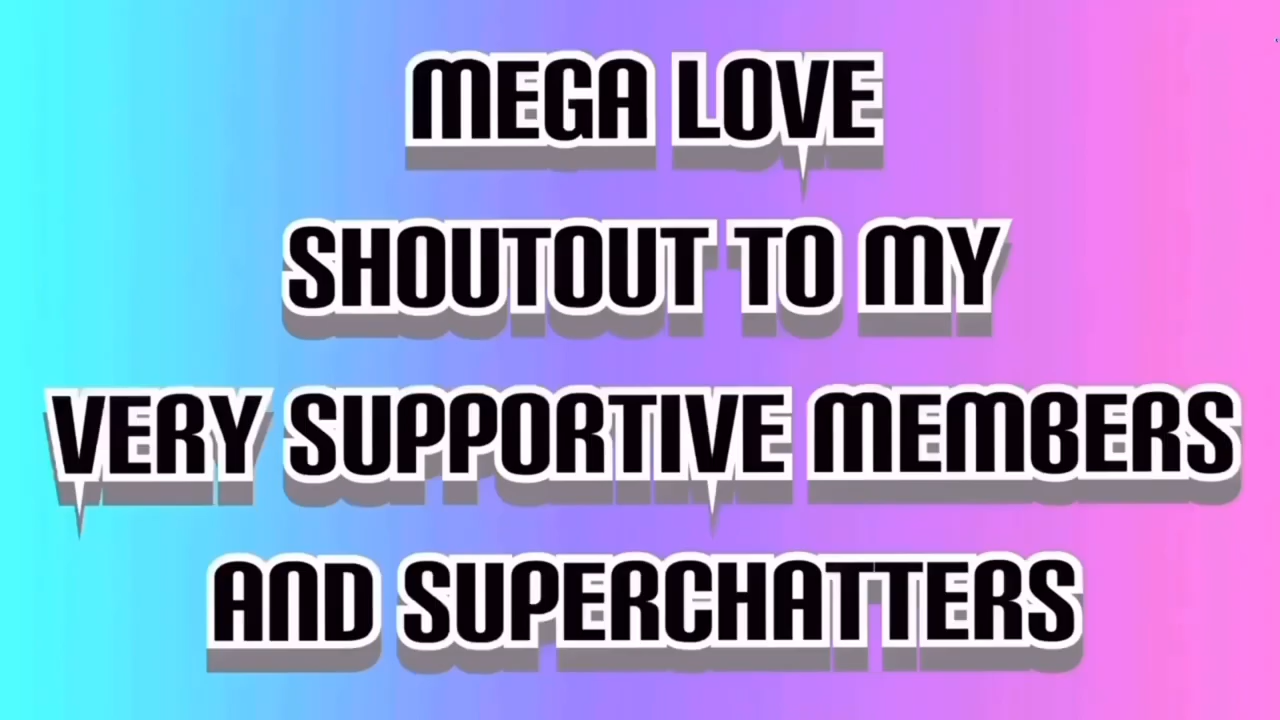 MEGA LOVE
SHOUTOUT TO MY
VERY SUPPORTIVE MEMBERS
AND SUPERCHATTERS